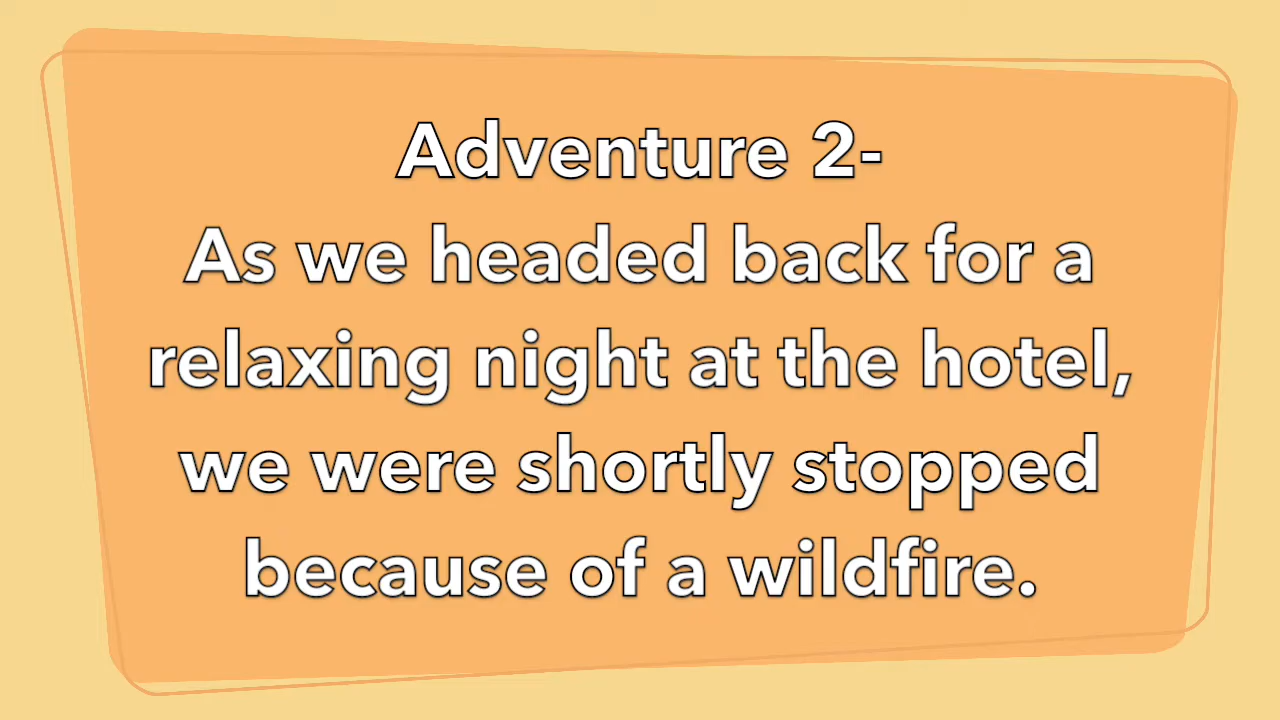 Adventure 2-
As we headed back for a
relaxing night at the hotel,
we were shortly stopped
because of a wildfire.